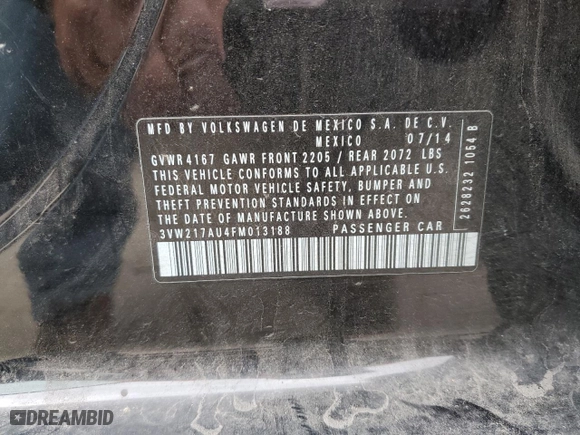 MFD BY VOLKSWAGEN DE MEXICO S.A. DE C.V.
MEXICO 07/14
GVWR 4167 GAWR FRONT 2205 / REAR 2072 LBS
THIS VEHICLE CONFORMS TO ALL APPLICABLE U.S.
FEDERAL MOTOR VEHICLE SAFETY, BUMPER AND
THEFT PREVENTION STANDARDS IN EFFECT ON
THE DATE OF MANUFACTURE SHOWN ABOVE.
3VW217AU4FM013188 PASSENGER CAR
2628232 1064 B
DREAMBID